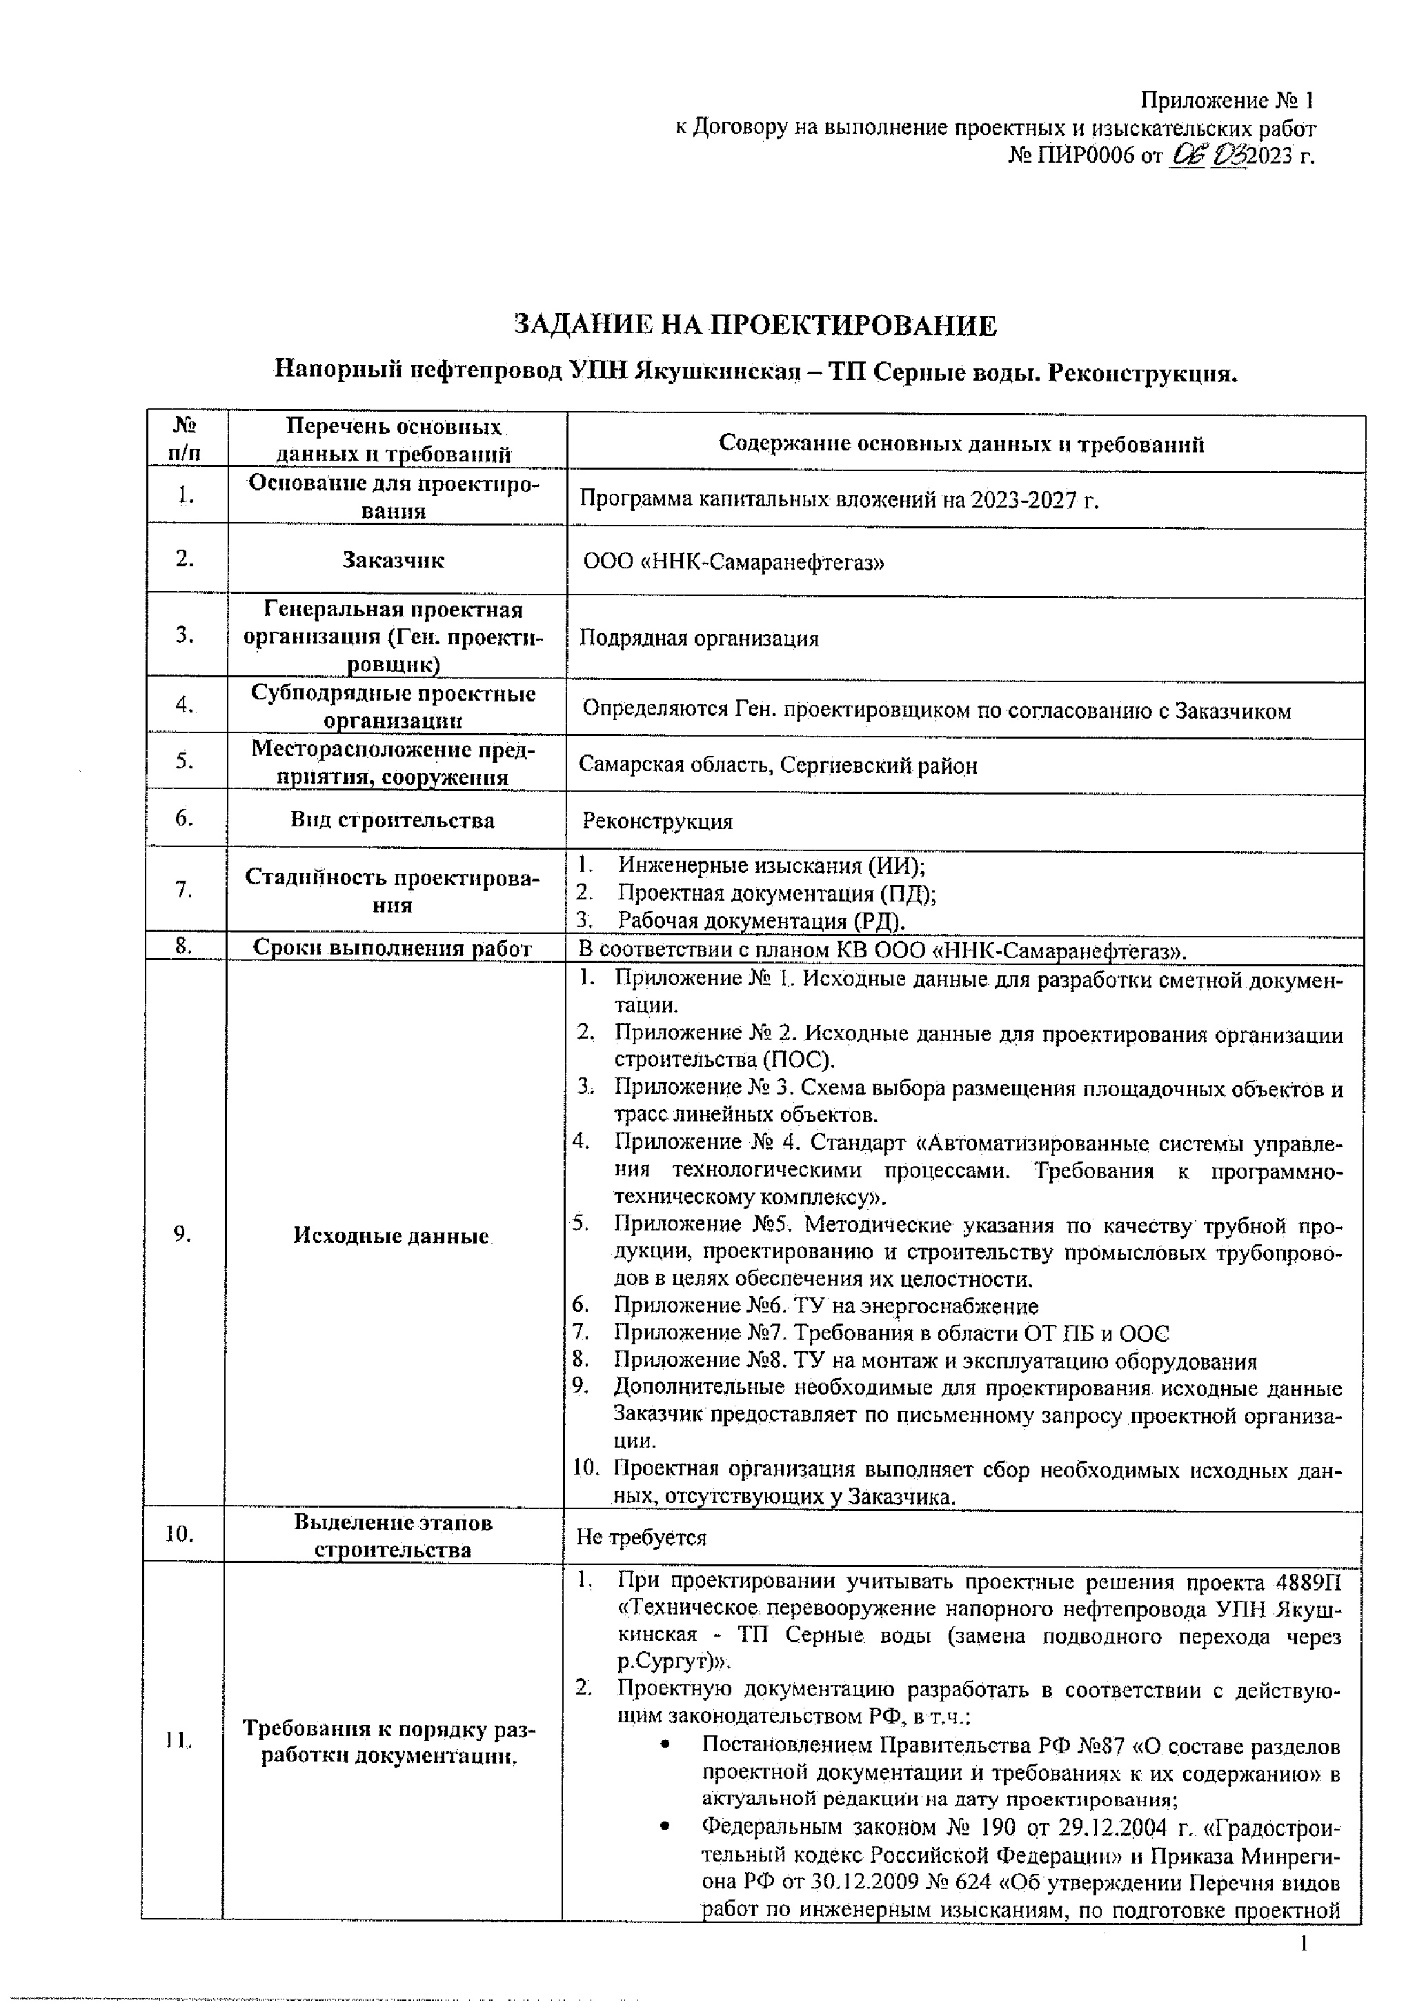 Приложение № 1
к Договору на выполнение проектных и изыскательских работ
№ ПИР0006 от 06 03 2023 г.
ЗАДАНИЕ НА ПРОЕКТИРОВАНИЕ
Напорный нефтепровод УПН Якушкинская – ТП Серные воды. Реконструкция.
№
п/п
Перечень основных
данных и требований
Содержание основных данных и требований
1.
Основание для проектиро-
вания
Программа капитальных вложений на 2023-2027 г.
2.
Заказчик
ООО «ННК-Самаранефтегаз»
3.
Генеральная проектная
организация (Ген. проекти-
ровщик)
Подрядная организация
4.
Субподрядные проектные
организации
Определяются Ген. проектировщиком по согласованию с Заказчиком
5.
Месторасположение пред-
приятия, сооружения
Самарская область, Сергиевский район
6.
Вид строительства
Реконструкция
7.
Стадийность проектирова-
ния
1. Инженерные изыскания (ИИ);
2. Проектная документация (ПД);
3. Рабочая документация (РД).
8.
Сроки выполнения работ
В соответствии с планом КВ ООО «ННК-Самаранефтегаз».
9.
Исходные данные
1. Приложение № 1. Исходные данные для разработки сметной докумен-
тации.
2. Приложение № 2. Исходные данные для проектирования организации
строительства (ПОС).
3. Приложение № 3. Схема выбора размещения площадочных объектов и
трасс линейных объектов.
4. Приложение № 4. Стандарт «Автоматизированные системы управле-
ния технологическими процессами. Требования к программно-
техническому комплексу».
5. Приложение №5. Методические указания по качеству трубной про-
дукции, проектированию и строительству промысловых трубопрово-
дов в целях обеспечения их целостности.
6. Приложение №6. ТУ на энергоснабжение
7. Приложение №7. Требования в области ОТ ПБ и ООС
8. Приложение №8. ТУ на монтаж и эксплуатацию оборудования
9. Дополнительные необходимые для проектирования исходные данные
Заказчик предоставляет по письменному запросу проектной организа-
ции.
10. Проектная организация выполняет сбор необходимых исходных дан-
ных, отсутствующих у Заказчика.
10.
Выделение этапов
строительства
Не требуется
11.
Требования к порядку раз-
работки документации.
1. При проектировании учитывать проектные решения проекта 4889П
«Техническое перевооружение напорного нефтепровода УПН Якуш-
кинская - ТП Серные воды (замена подводного перехода через
р.Сургут)».
2. Проектную документацию разработать в соответствии с действую-
щим законодательством РФ, в т.ч.:
• Постановлением Правительства РФ №87 «О составе разделов
проектной документации и требованиях к их содержанию» в
актуальной редакции на дату проектирования;
• Федеральным законом № 190 от 29.12.2004 г. «Градострои-
тельный кодекс Российской Федерации» и Приказа Минреги-
она РФ от 30.12.2009 № 624 «Об утверждении Перечня видов
работ по инженерным изысканиям, по подготовке проектной
1